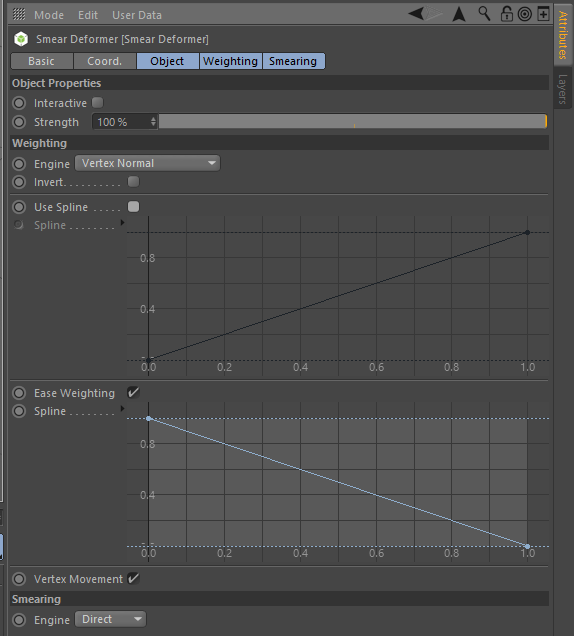 Mode Edit User Data
Attributes
Layers
Smear Deformer [Smear Deformer]
Basic Coord. Object Weighting Smearing
Object Properties
Interactive
Strength 100 %
Weighting
Engine Vertex Normal
Invert. . . . . . . . . .
Use Spline . . . . .
Spline . . . . . . . .
0.8
0.4
0.0 0.2 0.4 0.6 0.8 1.0
Ease Weighting
Spline . . . . . . . .
0.8
0.4
0.0 0.2 0.4 0.6 0.8 1.0
Vertex Movement
Smearing
Engine Direct